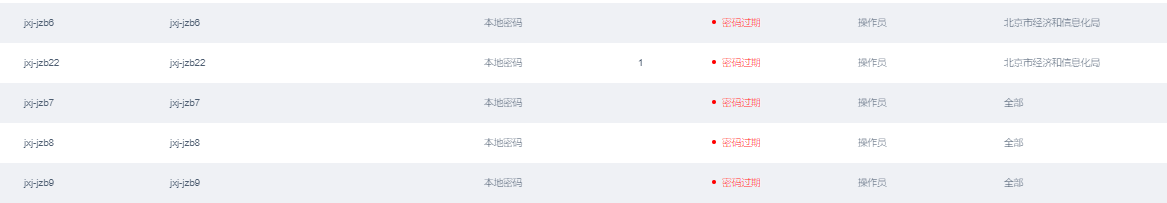 jxj-jzb6 jxj-jzb6 本地密码 密码过期 操作员 北京市经济和信息化局
jxj-jzb22 jxj-jzb22 本地密码 1 密码过期 操作员 北京市经济和信息化局
jxj-jzb7 jxj-jzb7 本地密码 密码过期 操作员 全部
jxj-jzb8 jxj-jzb8 本地密码 密码过期 操作员 全部
jxj-jzb9 jxj-jzb9 本地密码 密码过期 操作员 全部